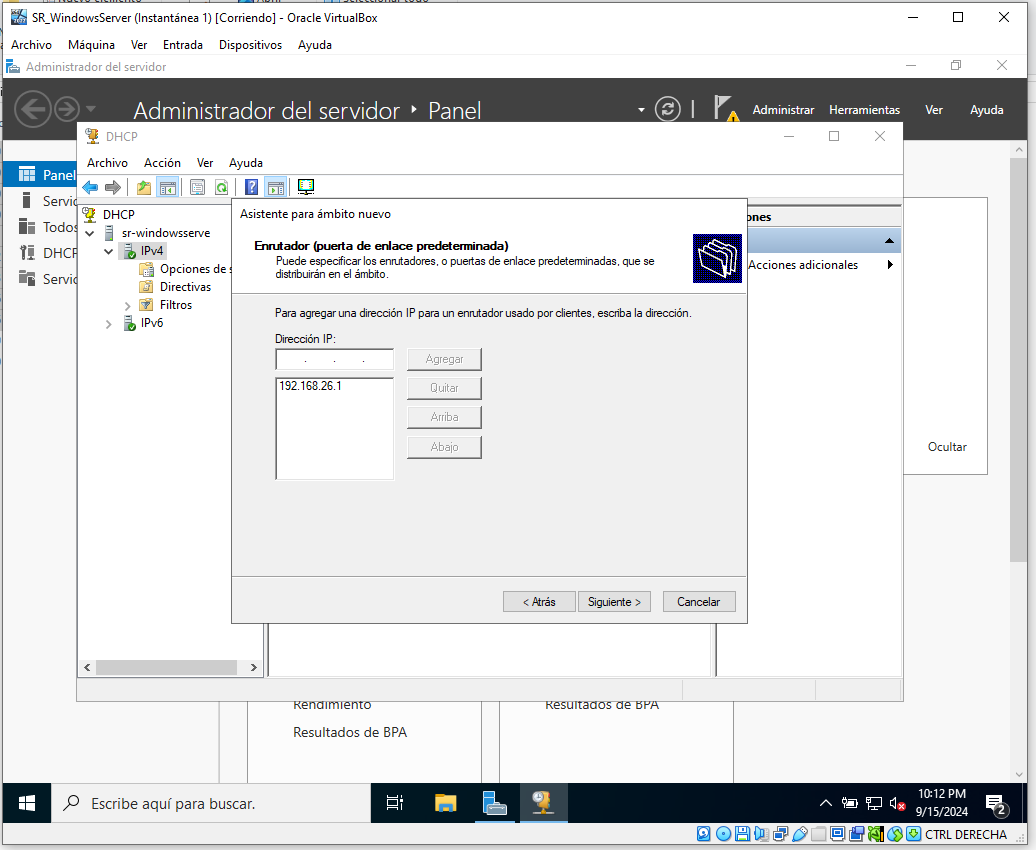 SR_WindowsServer (Instantánea 1) [Corriendo] - Oracle VirtualBox
Archivo Máquina Ver Entrada Dispositivos Ayuda
Administrador del servidor
Administrador del servidor Panel
Administrar Herramientas Ver Ayuda
DHCP
Archivo Acción Ver Ayuda
Panel
Servic
Todos
DHCP
Servic
DHCP
sr-windowsserve
IPv4
Opciones de s
Directivas
Filtros
IPv6
Asistente para ámbito nuevo
Enrutador (puerta de enlace predeterminada)
Puede especificar los enrutadores, o puertas de enlace predeterminadas, que se
distribuirán en el ámbito.
Para agregar una dirección IP para un enrutador usado por clientes, escriba la dirección.
Dirección IP:
. . .
Agregar
192.168.26.1
Quitar
Arriba
Abajo
< Atrás Siguiente > Cancelar
ones
Acciones adicionales
Ocultar
Rendimiento
Resultados de BPA
Resultados de BPA
Escribe aquí para buscar.
10:12 PM
9/15/2024
2
CTRL DERECHA